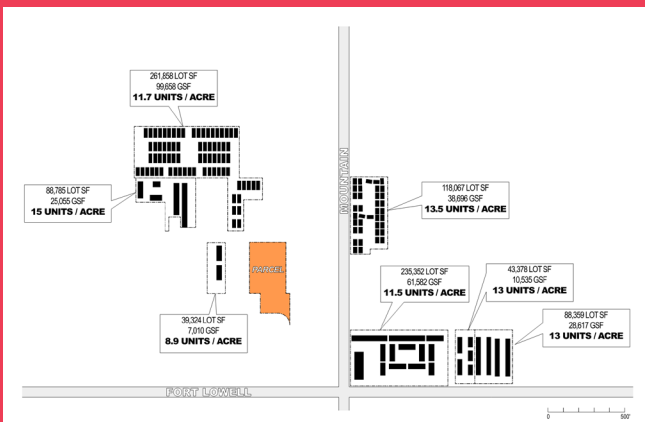 261,858 LOT SF
99,658 GSF
11.7 UNITS / ACRE
88,785 LOT SF
25,055 GSF
15 UNITS / ACRE
MOUNTAIN
118,067 LOT SF
38,696 GSF
13.5 UNITS / ACRE
PARCEL
235,352 LOT SF
61,582 GSF
11.5 UNITS / ACRE
43,378 LOT SF
10,535 GSF
13 UNITS / ACRE
39,324 LOT SF
7,010 GSF
8.9 UNITS / ACRE
88,359 LOT SF
28,617 GSF
13 UNITS / ACRE
FORT LOWELL
0 500'